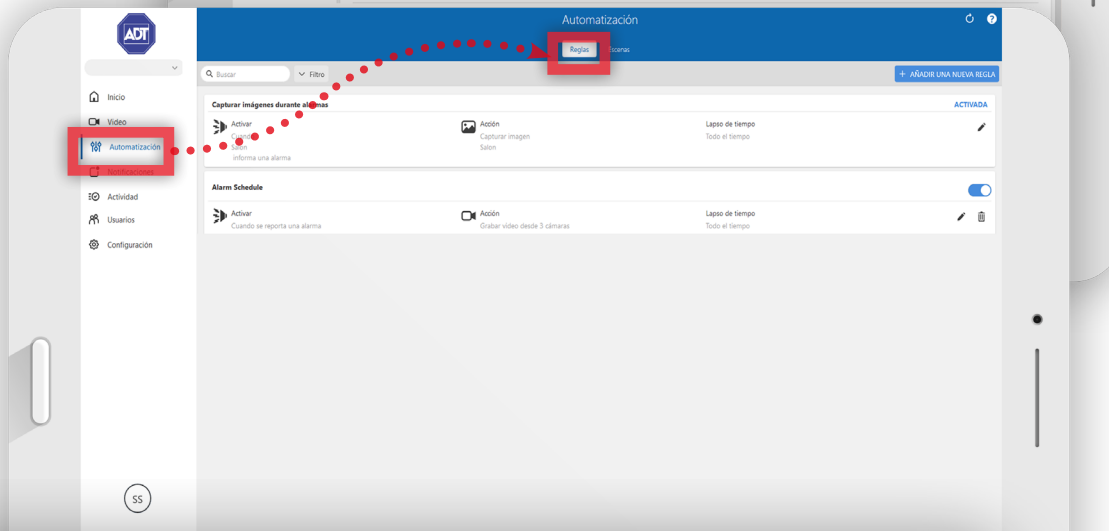 ADT
Automatización
Reglas
Escenas
Buscar
Filtro
+ AÑADIR UNA NUEVA REGLA
Inicio
Video
Automatización
Notificaciones
Actividad
Usuarios
Configuración
SS
Capturar imágenes durante alarmas
ACTIVADA
Activar
Acción
Lapso de tiempo
Cuando
Capturar imagen
Todo el tiempo
Salon
Salon
informa una alarma
Alarm Schedule
Activar
Acción
Lapso de tiempo
Cuando se reporta una alarma
Grabar video desde 3 cámaras
Todo el tiempo